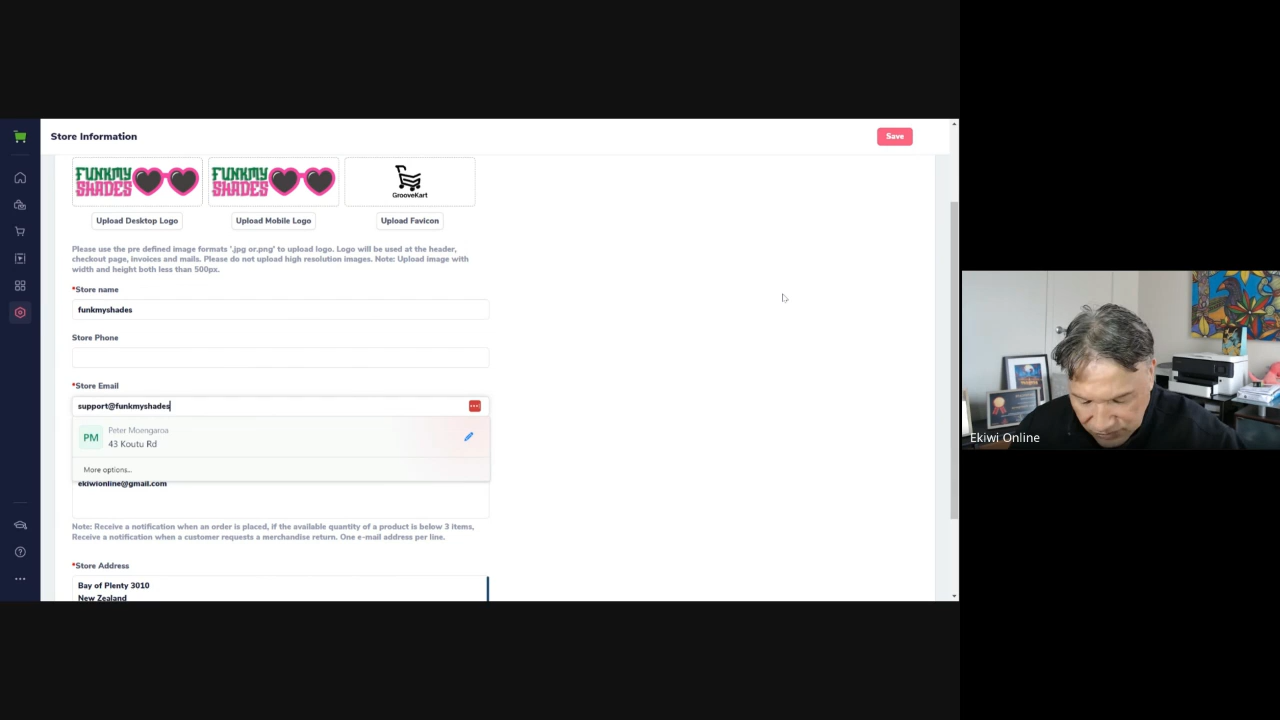 Store Information
Save
FUNKMY SHADES
FUNKMY SHADES
GrooveKart
Upload Desktop Logo
Upload Mobile Logo
Upload Favicon
Please use the pre defined image formats '.jpg or.png' to upload logo. Logo will be used at the header,
checkout page, invoices and mails. Please do not upload high resolution images. Note: Upload image with
width and height both less than 500px.
*Store name
funkmyshades
Store Phone
*Store Email
support@funkmyshades
PM
Peter Moengaroa
43 Koutu Rd
More options...
ekiwionline@gmail.com
Note: Receive a notification when an order is placed, if the available quantity of a product is below 3 items,
Receive a notification when a customer requests a merchandise return. One e-mail address per line.
*Store Address
Bay of Plenty 3010
New Zealand
Ekiwi Online